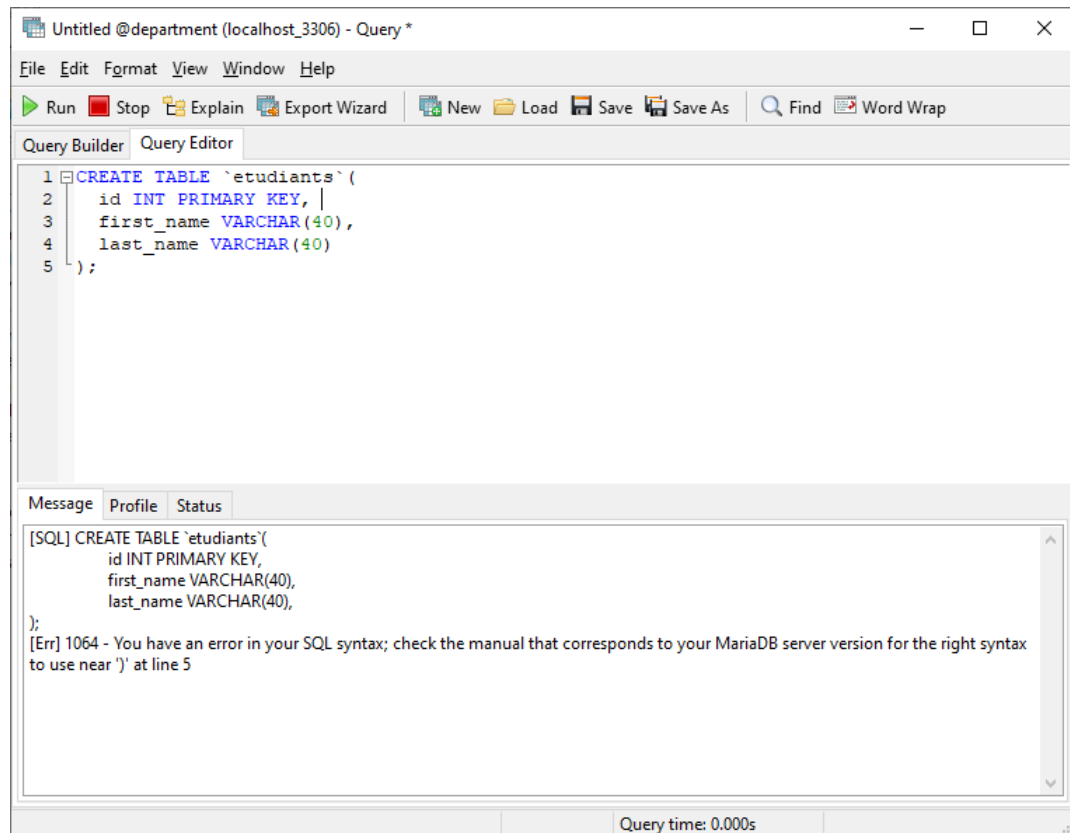 Untitled @department (localhost_3306) - Query *
File Edit Format View Window Help
Run Stop Explain Export Wizard New Load Save Save As Find Word Wrap
Query Builder Query Editor
1 CREATE TABLE `etudiants`(
2 id INT PRIMARY KEY,
3 first_name VARCHAR(40),
4 last_name VARCHAR(40)
5 );
Message Profile Status
[SQL] CREATE TABLE `etudiants`(
id INT PRIMARY KEY,
first_name VARCHAR(40),
last_name VARCHAR(40),
);
[Err] 1064 - You have an error in your SQL syntax; check the manual that corresponds to your MariaDB server version for the right syntax
to use near ')' at line 5
Query time: 0.000s